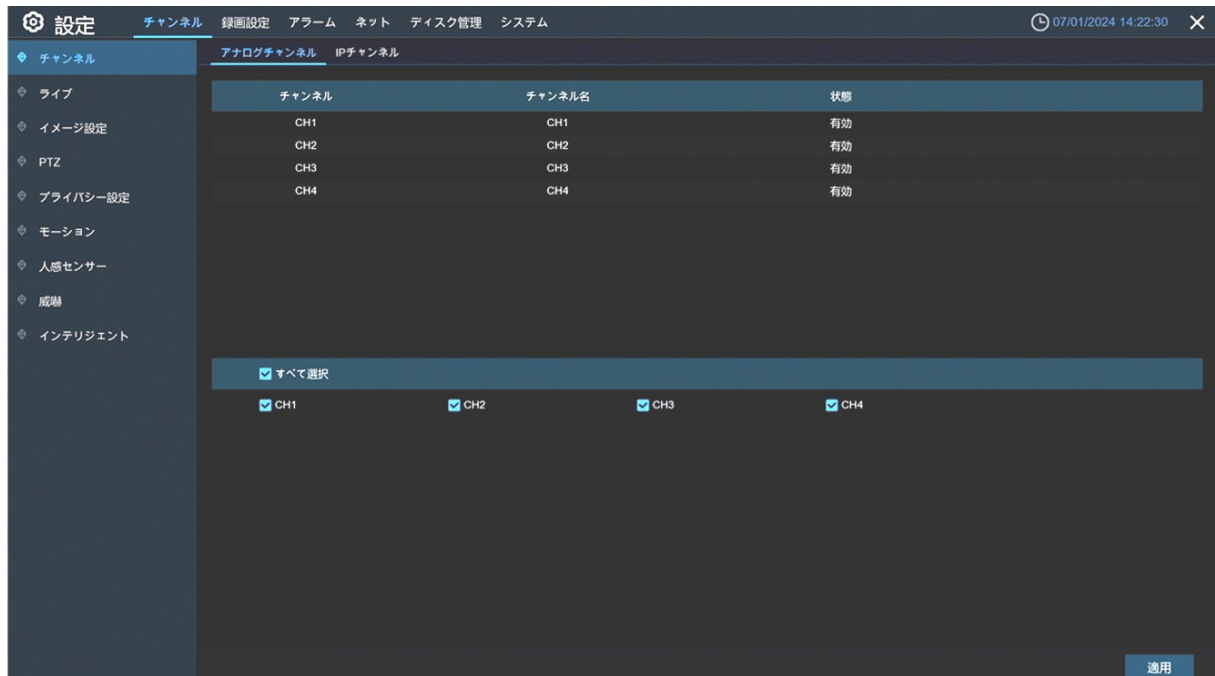 設定 チャンネル 録画設定 アラーム ネット ディスク管理 システム 07/01/2024 14:22:30
アナログチャンネル IPチャンネル
チャンネル
ライブ
イメージ設定
PTZ
プライバシー設定
モーション
人感センサー
威嚇
インテリジェント
チャンネル チャンネル名 状態
CH1 CH1 有効
CH2 CH2 有効
CH3 CH3 有効
CH4 CH4 有効
すべて選択
CH1 CH2 CH3 CH4
適用